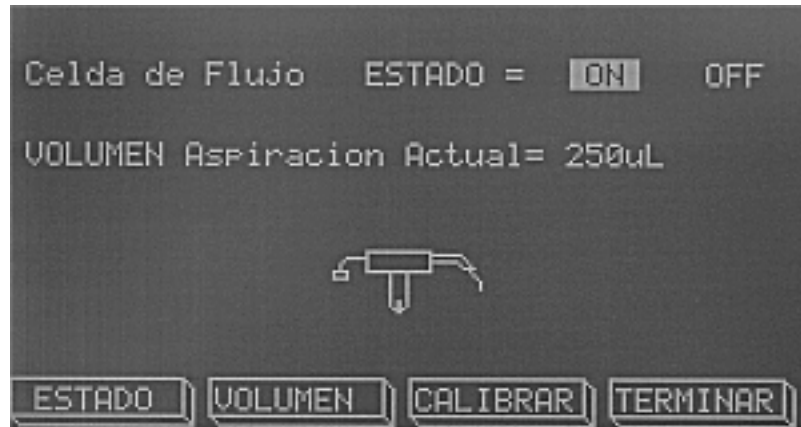 Celda de Flujo ESTADO = ON OFF
VOLUMEN Aspiracion Actual= 250uL
ESTADO VOLUMEN CALIBRAR TERMINAR